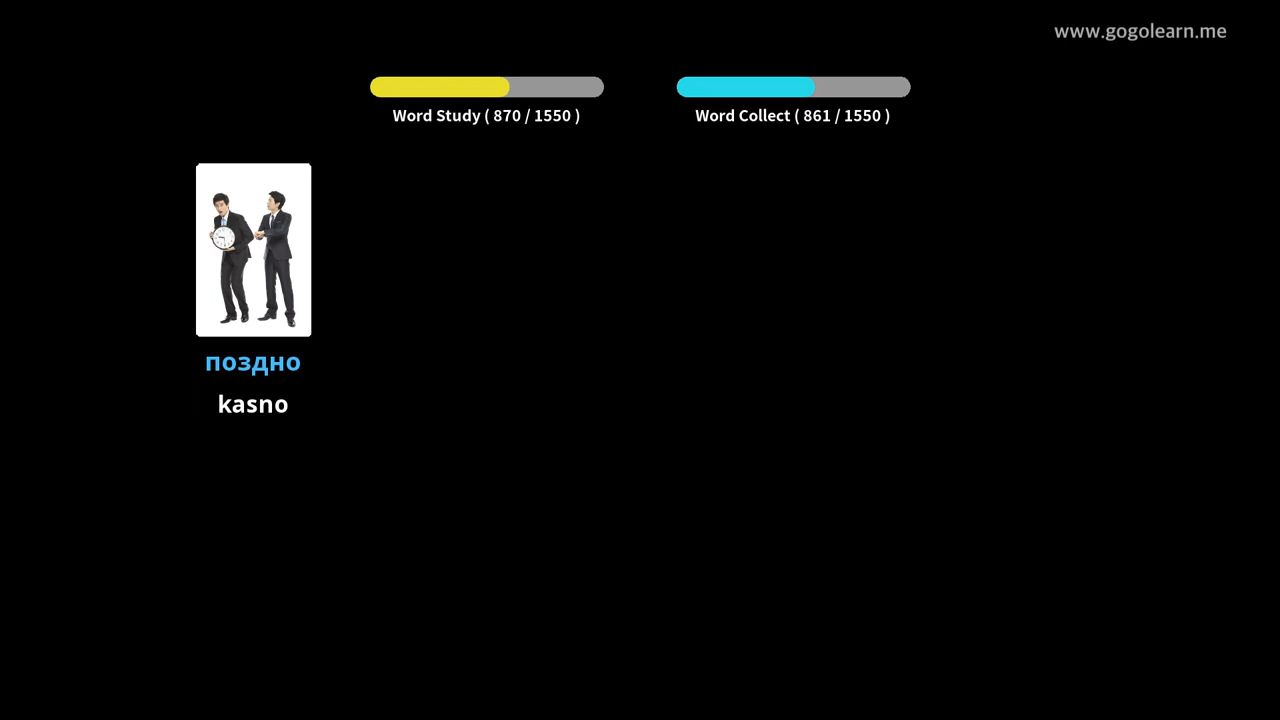 www.gogolearn.me
Word Study ( 870 / 1550 )
Word Collect ( 861 / 1550 )
поздно
kasno